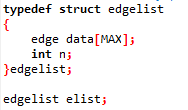 typedef struct edgelist
{
    edge data[MAX];
    int n;
}edgelist;

edgelist elist;